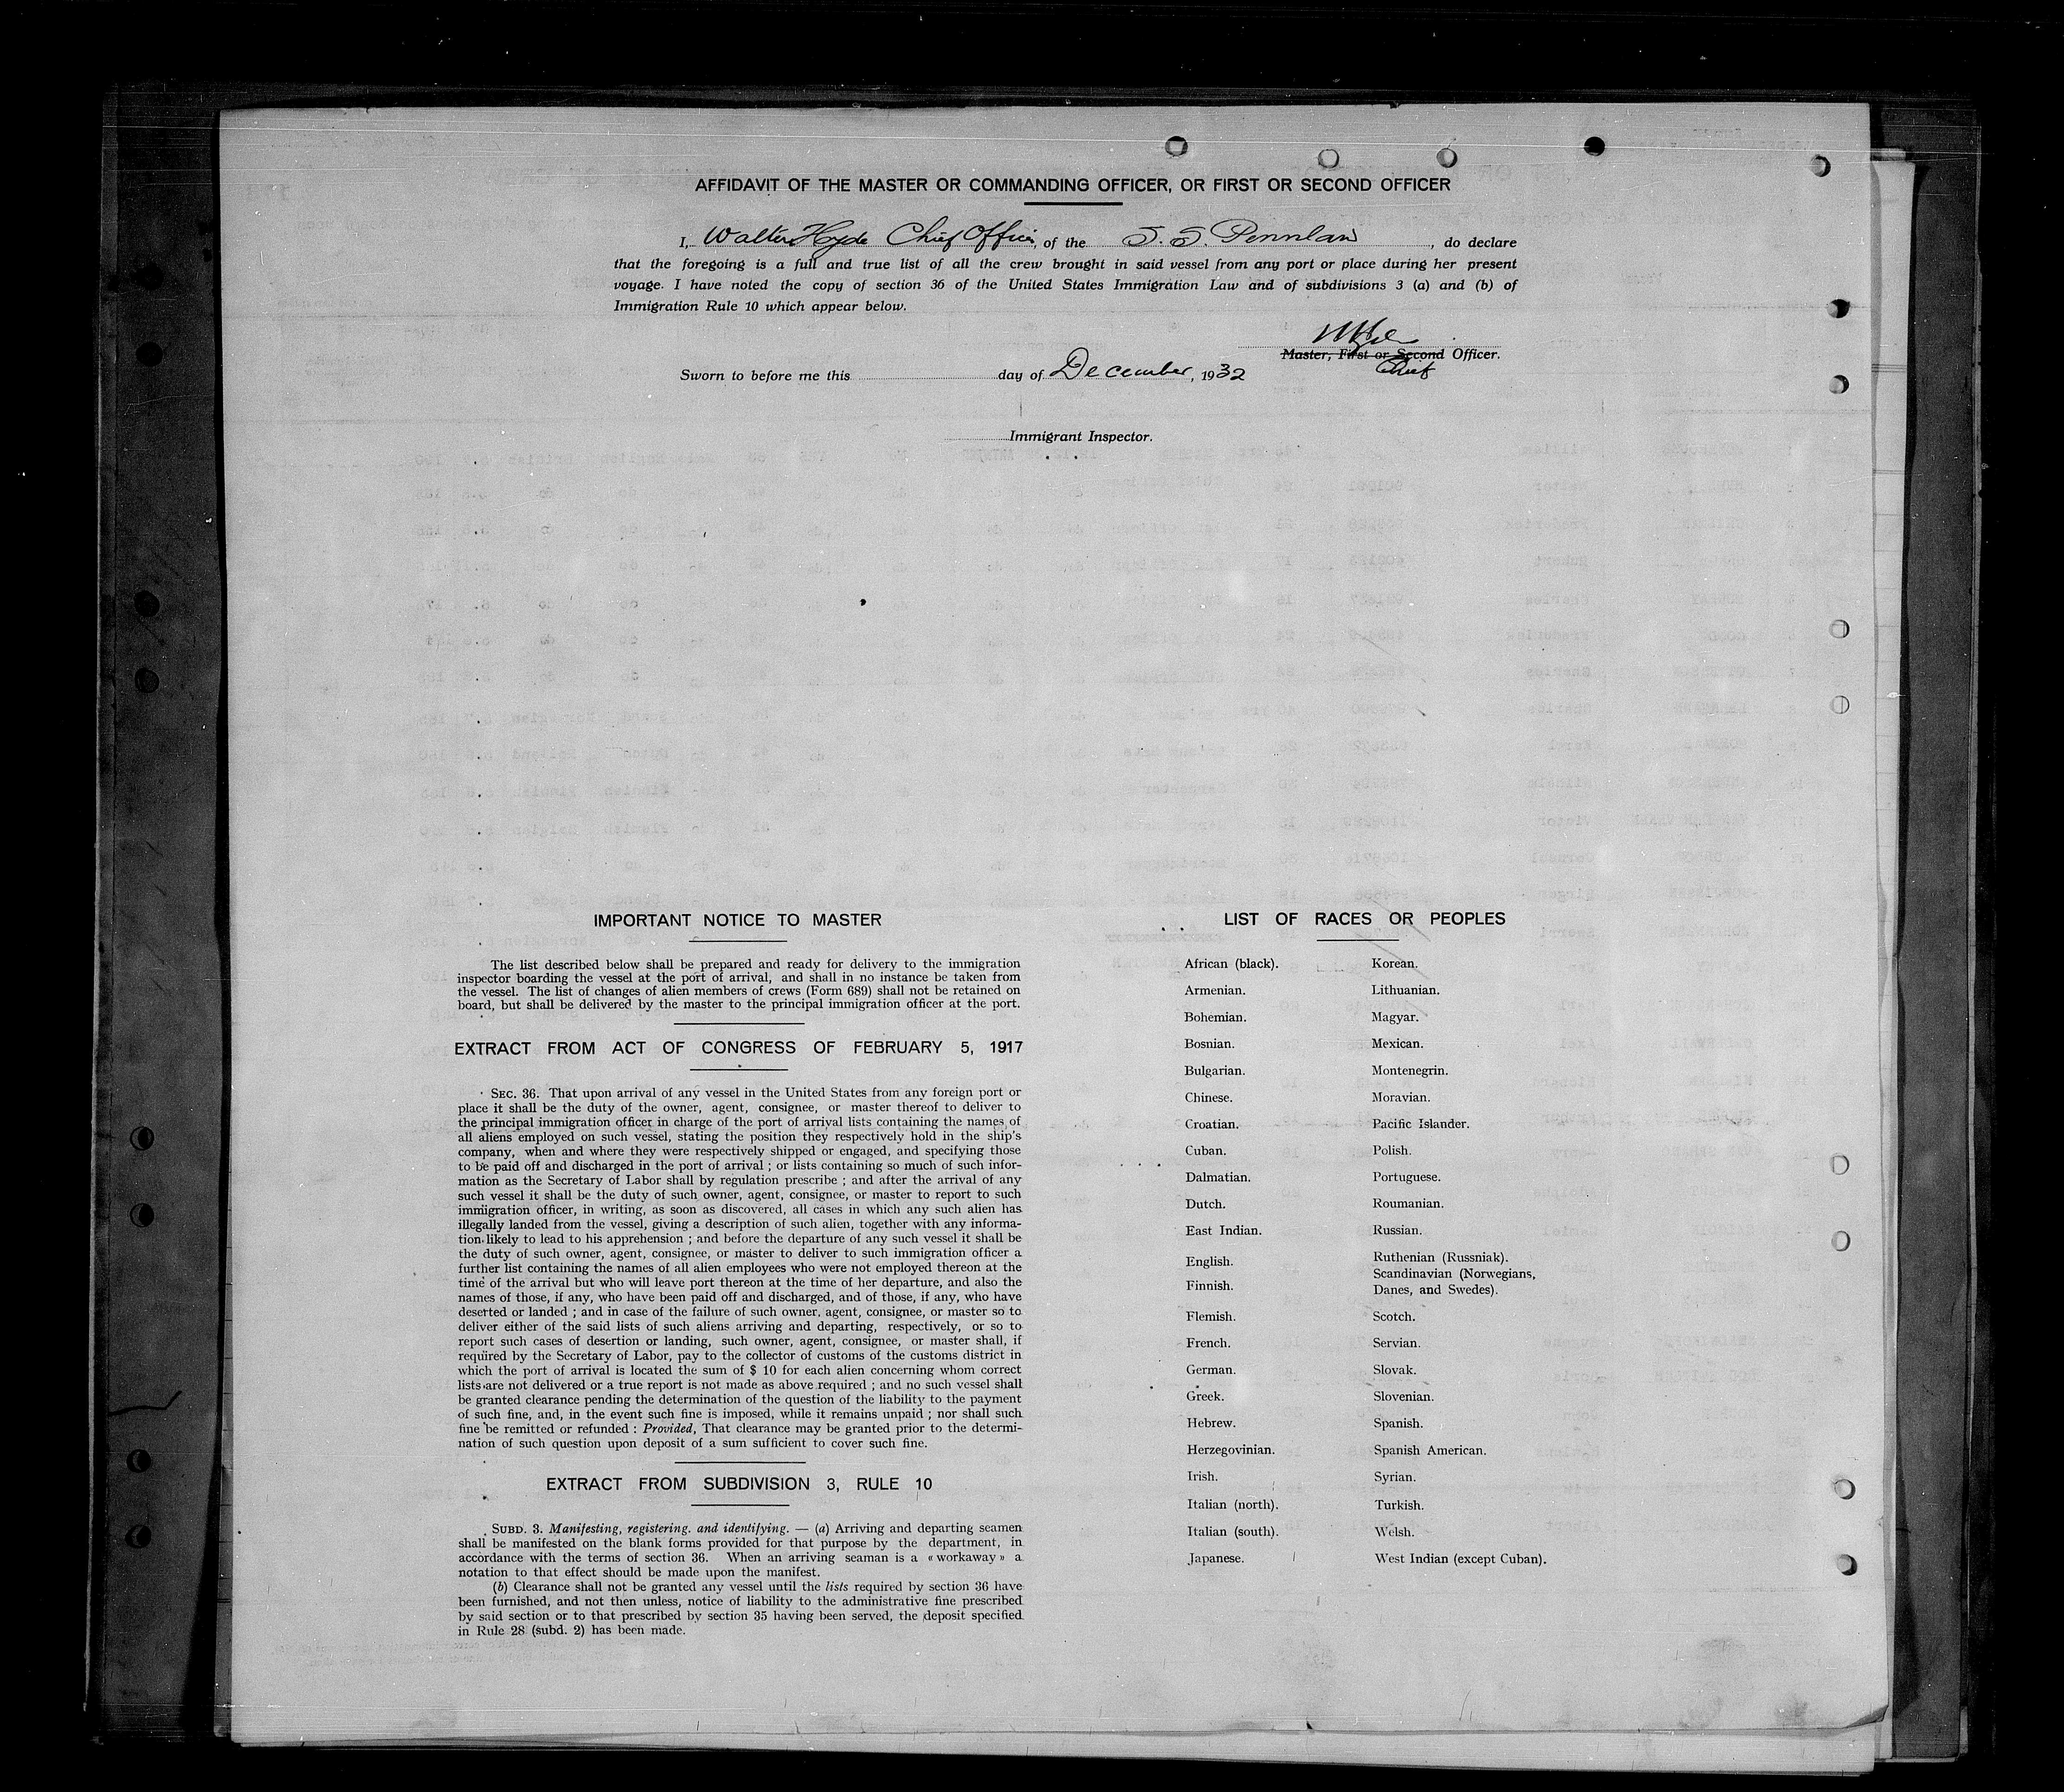 AFFIDAVIT OF THE MASTER OR COMMANDING OFFICER, OR FIRST OR SECOND OFFICER
I, Walter Hyde Chief Officer, of the S. S. Pennland, do declare
that the foregoing is a full and true list of all the crew brought in said vessel from any port or place during her present
voyage. I have noted the copy of section 36 of the United States Immigration Law and of subdivisions 3 (a) and (b) of
Immigration Rule 10 which appear below.
Master, First or Second Officer.
Chief
Sworn to before me this day of December, 1932
Immigrant Inspector.
IMPORTANT NOTICE TO MASTER
The list described below shall be prepared and ready for delivery to the immigration
inspector boarding the vessel at the port of arrival, and shall in no instance be taken from
the vessel. The list of changes of alien members of crews (Form 689) shall not be retained on
board, but shall be delivered by the master to the principal immigration officer at the port.
EXTRACT FROM ACT OF CONGRESS OF FEBRUARY 5, 1917
SEC. 36. That upon arrival of any vessel in the United States from any foreign port or
place it shall be the duty of the owner, agent, consignee, or master thereof to deliver to
the principal immigration officer in charge of the port of arrival lists containing the names of
all aliens employed on such vessel, stating the position they respectively hold in the ship's
company, when and where they were respectively shipped or engaged, and specifying those
to be paid off and discharged in the port of arrival ; or lists containing so much of such infor-
mation as the Secretary of Labor shall by regulation prescribe ; and after the arrival of any
such vessel it shall be the duty of such owner, agent, consignee, or master to report to such
immigration officer, in writing, as soon as discovered, all cases in which any such alien has
illegally landed from the vessel, giving a description of such alien, together with any informa-
tion likely to lead to his apprehension ; and before the departure of any such vessel it shall be
the duty of such owner, agent, consignee, or master to deliver to such immigration officer a
further list containing the names of all alien employees who were not employed thereon at the
time of the arrival but who will leave port thereon at the time of her departure, and also the
names of those, if any, who have been paid off and discharged, and of those, if any, who have
deserted or landed ; and in case of the failure of such owner, agent, consignee, or master so to
deliver either of the said lists of such aliens arriving and departing, respectively, or so to
report such cases of desertion or landing, such owner, agent, consignee, or master shall, if
required by the Secretary of Labor, pay to the collector of customs of the customs district in
which the port of arrival is located the sum of $ 10 for each alien concerning whom correct
lists are not delivered or a true report is not made as above required ; and no such vessel shall
be granted clearance pending the determination of the question of the liability to the payment
of such fine, and, in the event such fine is imposed, while it remains unpaid ; nor shall such
fine be remitted or refunded : Provided, That clearance may be granted prior to the determi-
nation of such question upon deposit of a sum sufficient to cover such fine.
EXTRACT FROM SUBDIVISION 3, RULE 10
SUBD. 3. Manifesting, registering, and identifying. — (a) Arriving and departing seamen
shall be manifested on the blank forms provided for that purpose by the department, in
accordance with the terms of section 36. When an arriving seaman is a « workaway » a
notation to that effect should be made upon the manifest.
(b) Clearance shall not be granted any vessel until the lists required by section 36 have
been furnished, and not then unless, notice of liability to the administrative fine prescribed
by said section or to that prescribed by section 35 having been served, the deposit specified
in Rule 28 (subd. 2) has been made.
LIST OF RACES OR PEOPLES
African (black).
Armenian.
Bohemian.
Bosnian.
Bulgarian.
Chinese.
Croatian.
Cuban.
Dalmatian.
Dutch.
East Indian.
English.
Finnish.
Flemish.
French.
German.
Greek.
Hebrew.
Herzegovinian.
Irish.
Italian (north).
Italian (south).
Japanese.
Korean.
Lithuanian.
Magyar.
Mexican.
Montenegrin.
Moravian.
Pacific Islander.
Polish.
Portuguese.
Roumanian.
Russian.
Ruthenian (Russniak).
Scandinavian (Norwegians,
Danes, and Swedes).
Scotch.
Servian.
Slovak.
Slovenian.
Spanish.
Spanish American.
Syrian.
Turkish.
Welsh.
West Indian (except Cuban).